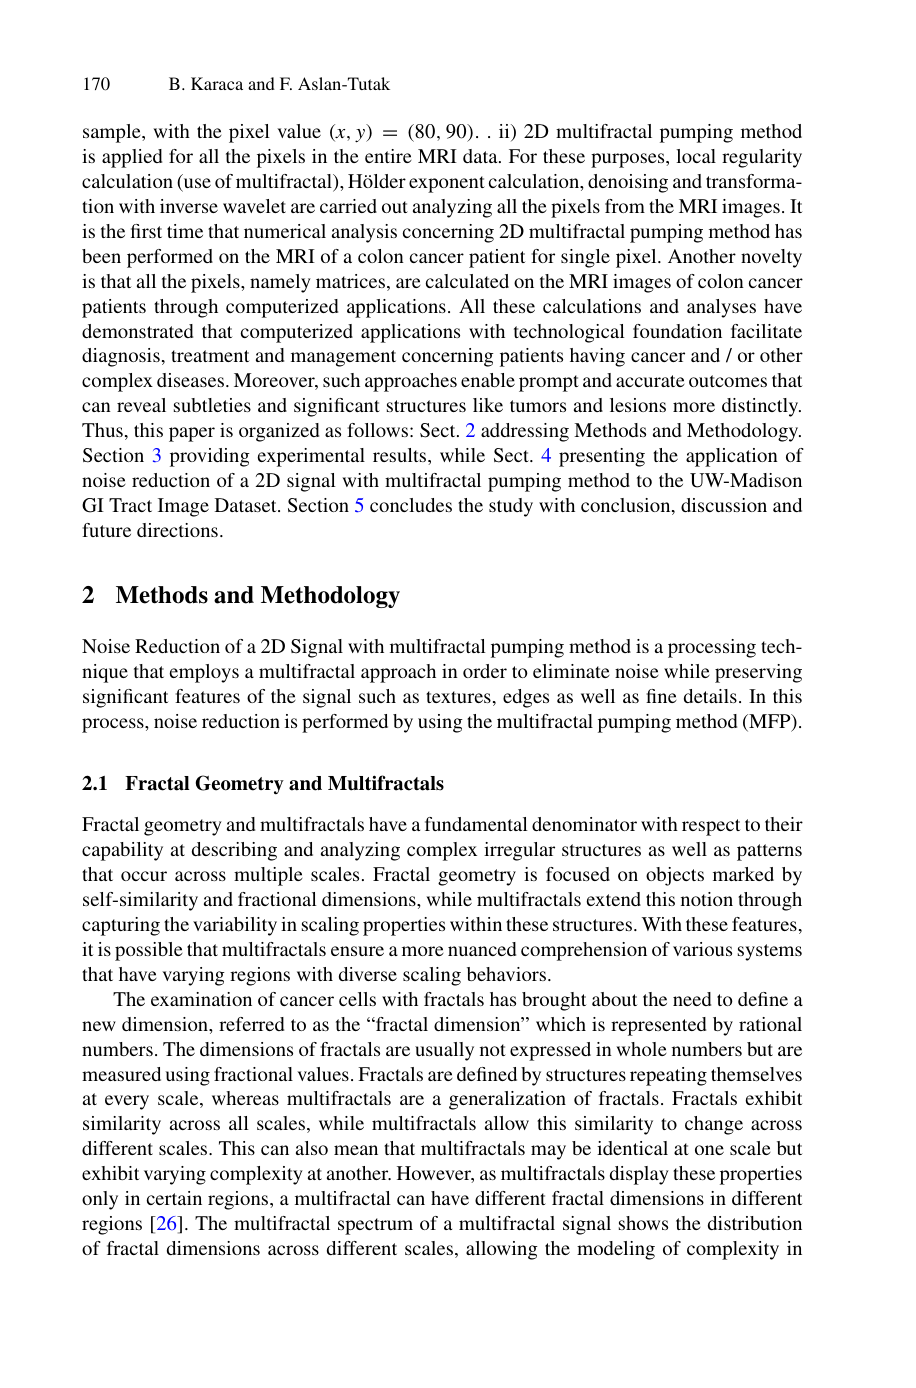 170 B. Karaca and F. Aslan-Tutak
sample, with the pixel value (x, y) = (80, 90). . ii) 2D multifractal pumping method
is applied for all the pixels in the entire MRI data. For these purposes, local regularity
calculation (use of multifractal), Hölder exponent calculation, denoising and transforma-
tion with inverse wavelet are carried out analyzing all the pixels from the MRI images. It
is the first time that numerical analysis concerning 2D multifractal pumping method has
been performed on the MRI of a colon cancer patient for single pixel. Another novelty
is that all the pixels, namely matrices, are calculated on the MRI images of colon cancer
patients through computerized applications. All these calculations and analyses have
demonstrated that computerized applications with technological foundation facilitate
diagnosis, treatment and management concerning patients having cancer and / or other
complex diseases. Moreover, such approaches enable prompt and accurate outcomes that
can reveal subtleties and significant structures like tumors and lesions more distinctly.
Thus, this paper is organized as follows: Sect. 2 addressing Methods and Methodology.
Section 3 providing experimental results, while Sect. 4 presenting the application of
noise reduction of a 2D signal with multifractal pumping method to the UW-Madison
GI Tract Image Dataset. Section 5 concludes the study with conclusion, discussion and
future directions.
2 Methods and Methodology
Noise Reduction of a 2D Signal with multifractal pumping method is a processing tech-
nique that employs a multifractal approach in order to eliminate noise while preserving
significant features of the signal such as textures, edges as well as fine details. In this
process, noise reduction is performed by using the multifractal pumping method (MFP).
2.1 Fractal Geometry and Multifractals
Fractal geometry and multifractals have a fundamental denominator with respect to their
capability at describing and analyzing complex irregular structures as well as patterns
that occur across multiple scales. Fractal geometry is focused on objects marked by
self-similarity and fractional dimensions, while multifractals extend this notion through
capturing the variability in scaling properties within these structures. With these features,
it is possible that multifractals ensure a more nuanced comprehension of various systems
that have varying regions with diverse scaling behaviors.
The examination of cancer cells with fractals has brought about the need to define a
new dimension, referred to as the “fractal dimension” which is represented by rational
numbers. The dimensions of fractals are usually not expressed in whole numbers but are
measured using fractional values. Fractals are defined by structures repeating themselves
at every scale, whereas multifractals are a generalization of fractals. Fractals exhibit
similarity across all scales, while multifractals allow this similarity to change across
different scales. This can also mean that multifractals may be identical at one scale but
exhibit varying complexity at another. However, as multifractals display these properties
only in certain regions, a multifractal can have different fractal dimensions in different
regions [26]. The multifractal spectrum of a multifractal signal shows the distribution
of fractal dimensions across different scales, allowing the modeling of complexity in